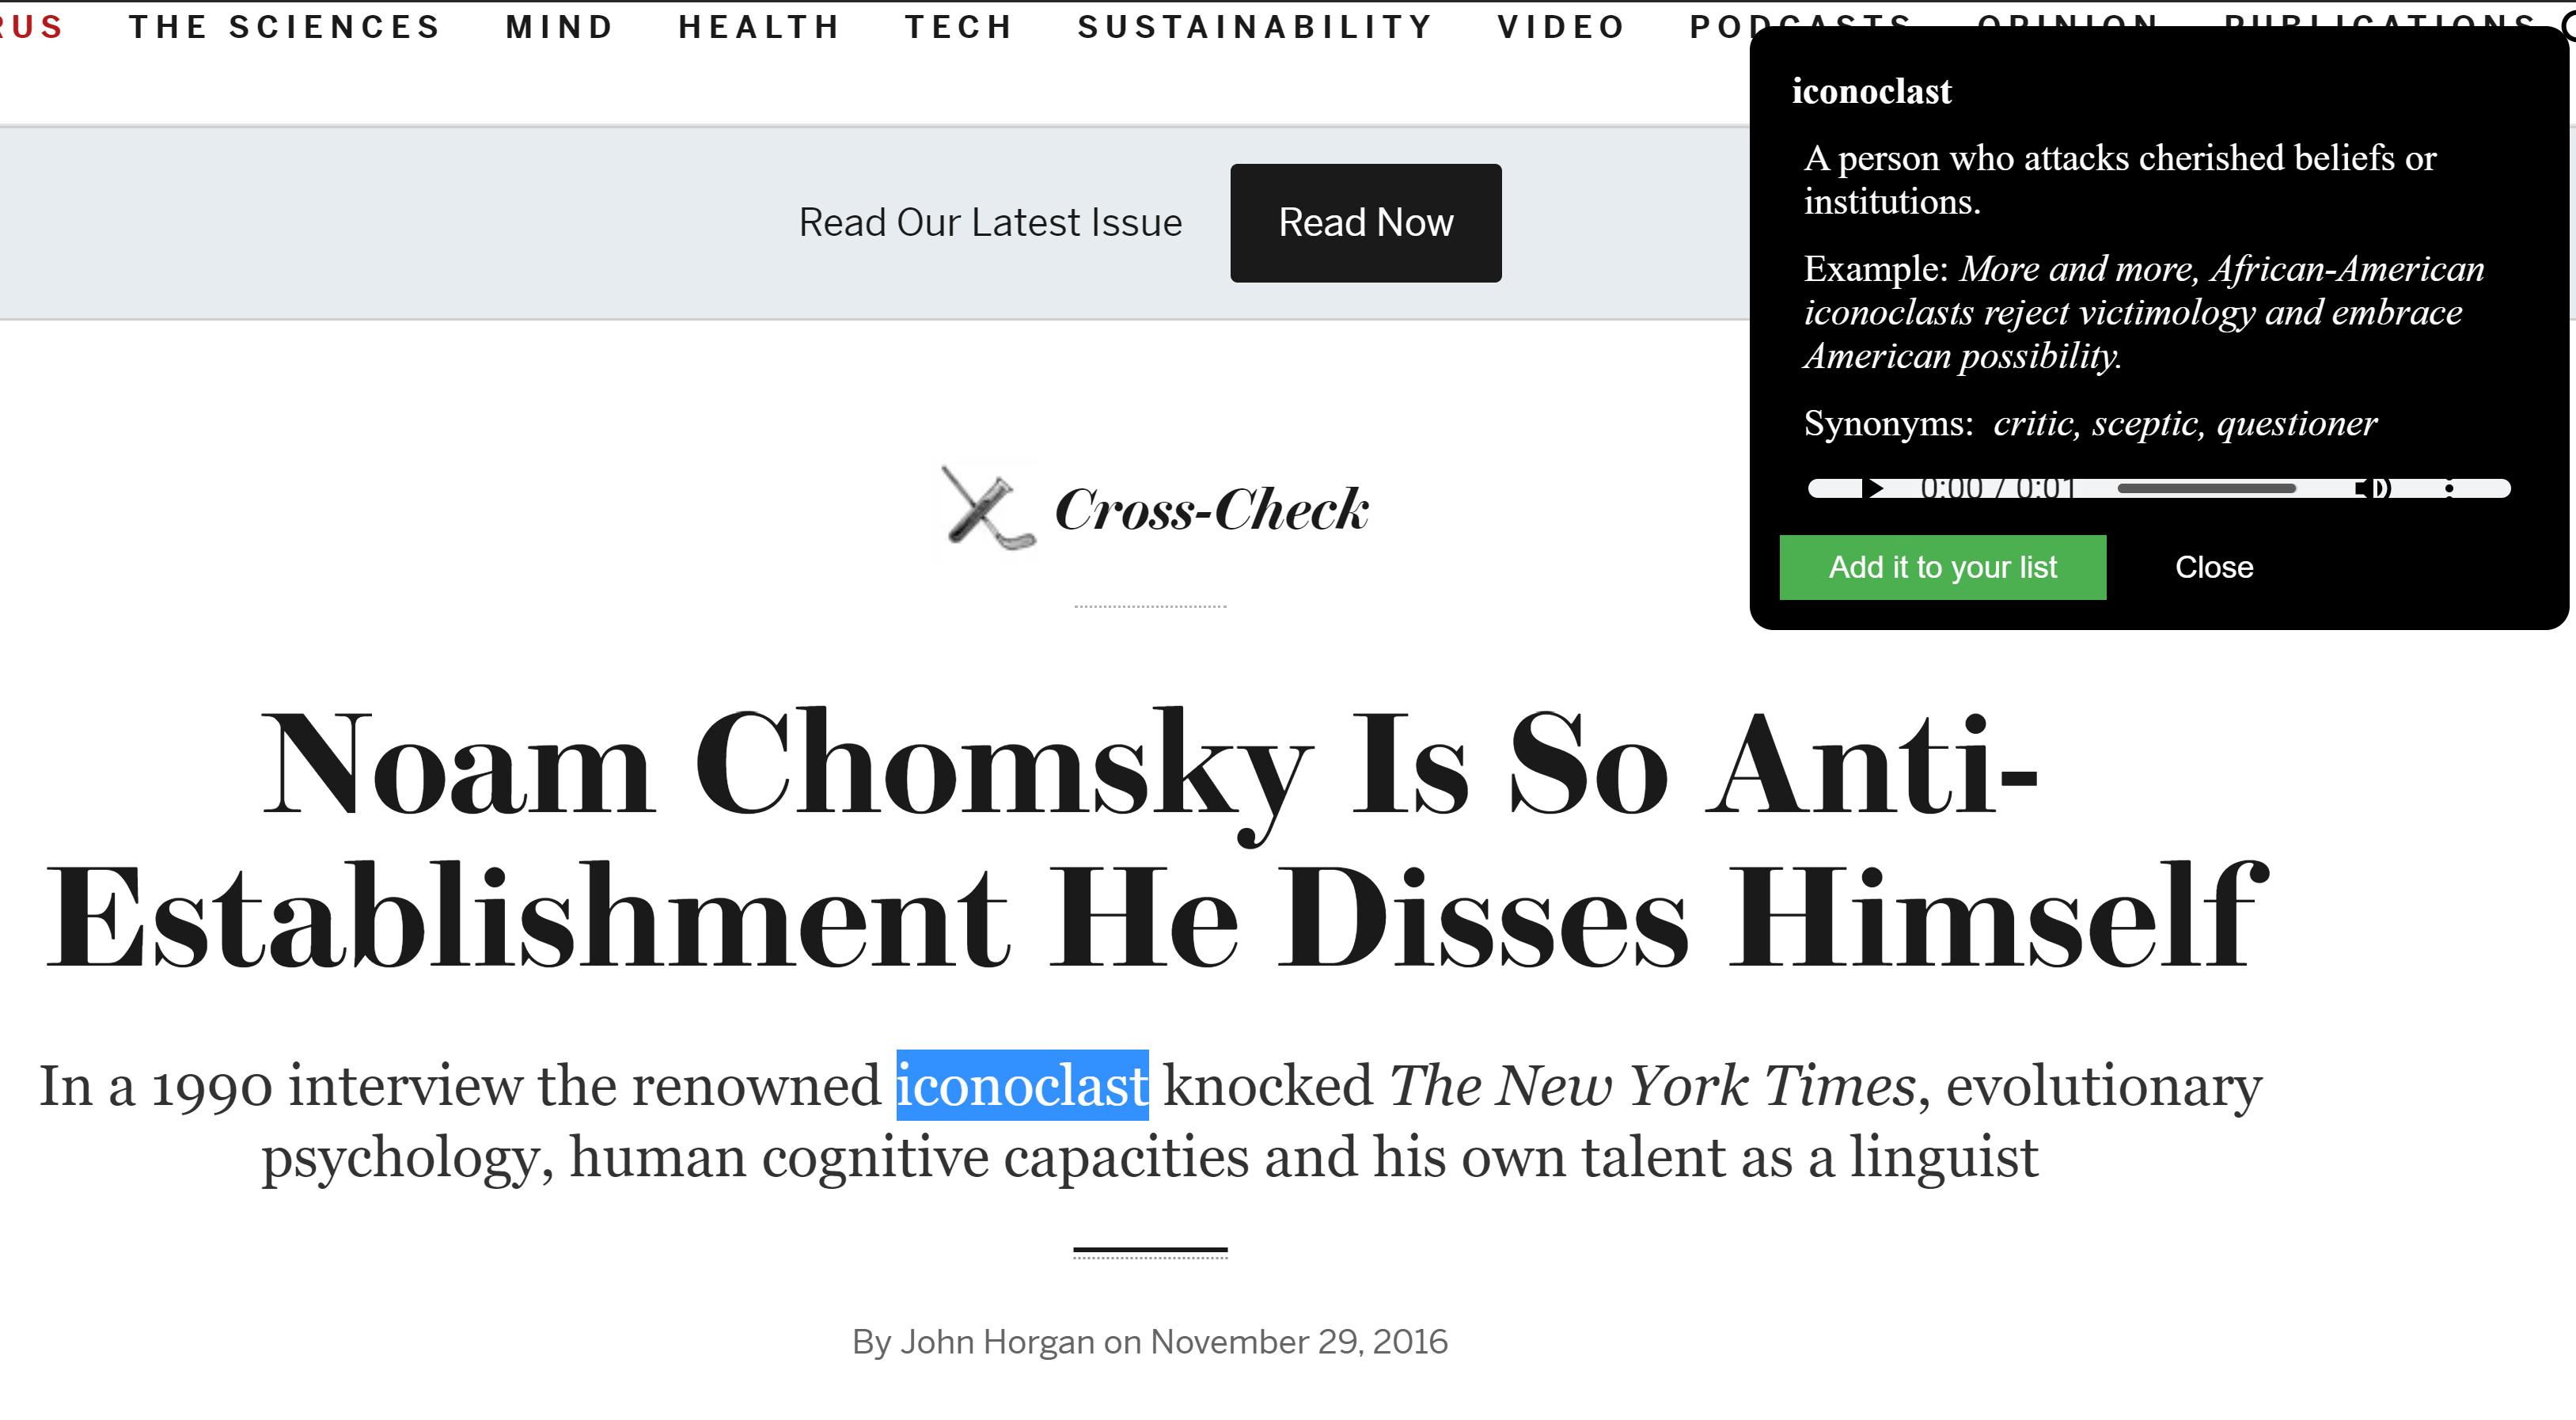 RUS THE SCIENCES MIND HEALTH TECH SUSTAINABILITY VIDEO PODCASTS OPINION PUBLICATIONS
iconoclast
A person who attacks cherished beliefs or
institutions.
Example: More and more, African-American
iconoclasts reject victimology and embrace
American possibility.
Synonyms: critic, sceptic, questioner
0:00 / 0:01
Add it to your list Close
Read Our Latest Issue Read Now
Cross-Check
Noam Chomsky Is So Anti-
Establishment He Disses Himself
In a 1990 interview the renowned iconoclast knocked The New York Times, evolutionary
psychology, human cognitive capacities and his own talent as a linguist
By John Horgan on November 29, 2016